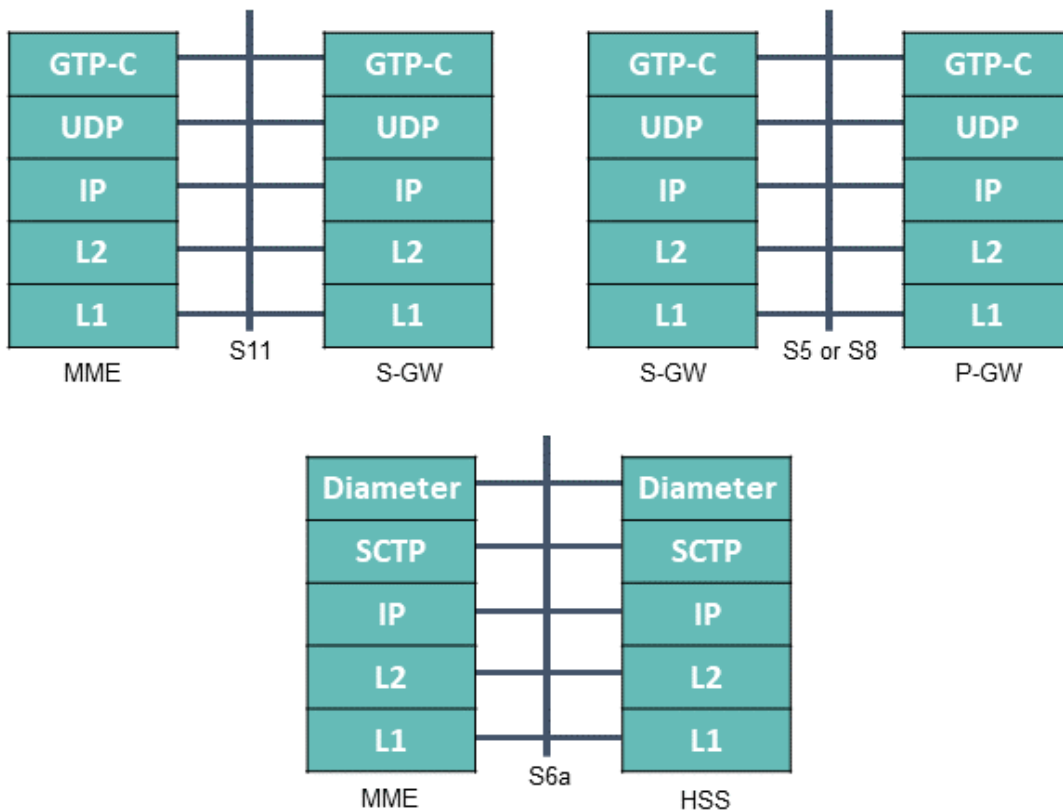 GTP-C GTP-C GTP-C GTP-C
UDP UDP UDP UDP
IP IP IP IP
L2 L2 L2 L2
L1 L1 L1 L1
S11 S5 or S8
MME S-GW S-GW P-GW
Diameter Diameter
SCTP SCTP
IP IP
L2 L2
L1 L1
S6a
MME HSS